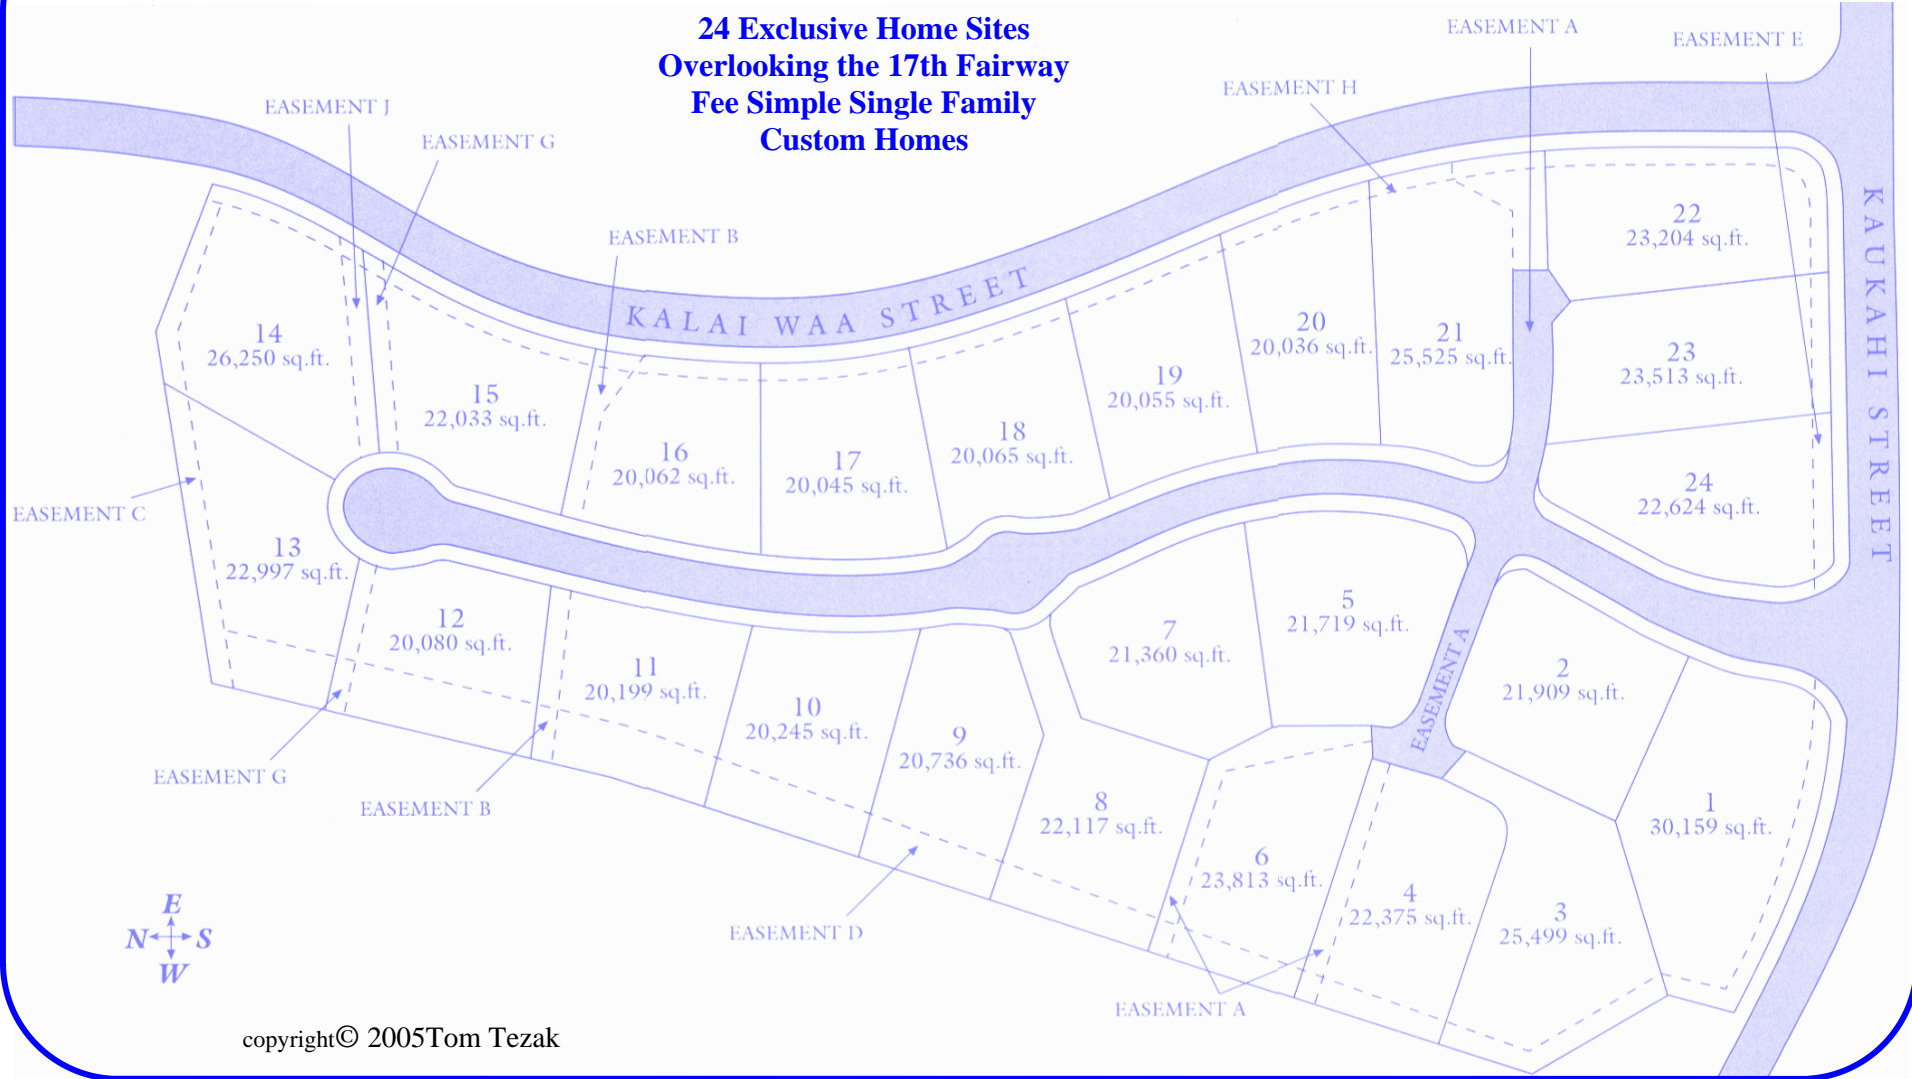 24 Exclusive Home Sites
Overlooking the 17th Fairway
Fee Simple Single Family
Custom Homes
EASEMENT A
EASEMENT E
EASEMENT H
EASEMENT J
EASEMENT G
EASEMENT B
KALAI WAA STREET
KAUKAHI STREET
22
23,204 sq.ft.
23
23,513 sq.ft.
24
22,624 sq.ft.
21
25,525 sq.ft.
20
20,036 sq.ft.
19
20,055 sq.ft.
18
20,065 sq.ft.
17
20,045 sq.ft.
16
20,062 sq.ft.
15
22,033 sq.ft.
14
26,250 sq.ft.
EASEMENT C
13
22,997 sq.ft.
12
20,080 sq.ft.
11
20,199 sq.ft.
10
20,245 sq.ft.
9
20,736 sq.ft.
8
22,117 sq.ft.
7
21,360 sq.ft.
5
21,719 sq.ft.
EASEMENT A
2
21,909 sq.ft.
1
30,159 sq.ft.
6
23,813 sq.ft.
4
22,375 sq.ft.
3
25,499 sq.ft.
EASEMENT G
EASEMENT B
EASEMENT D
EASEMENT A
E
N S
W
copyright© 2005Tom Tezak